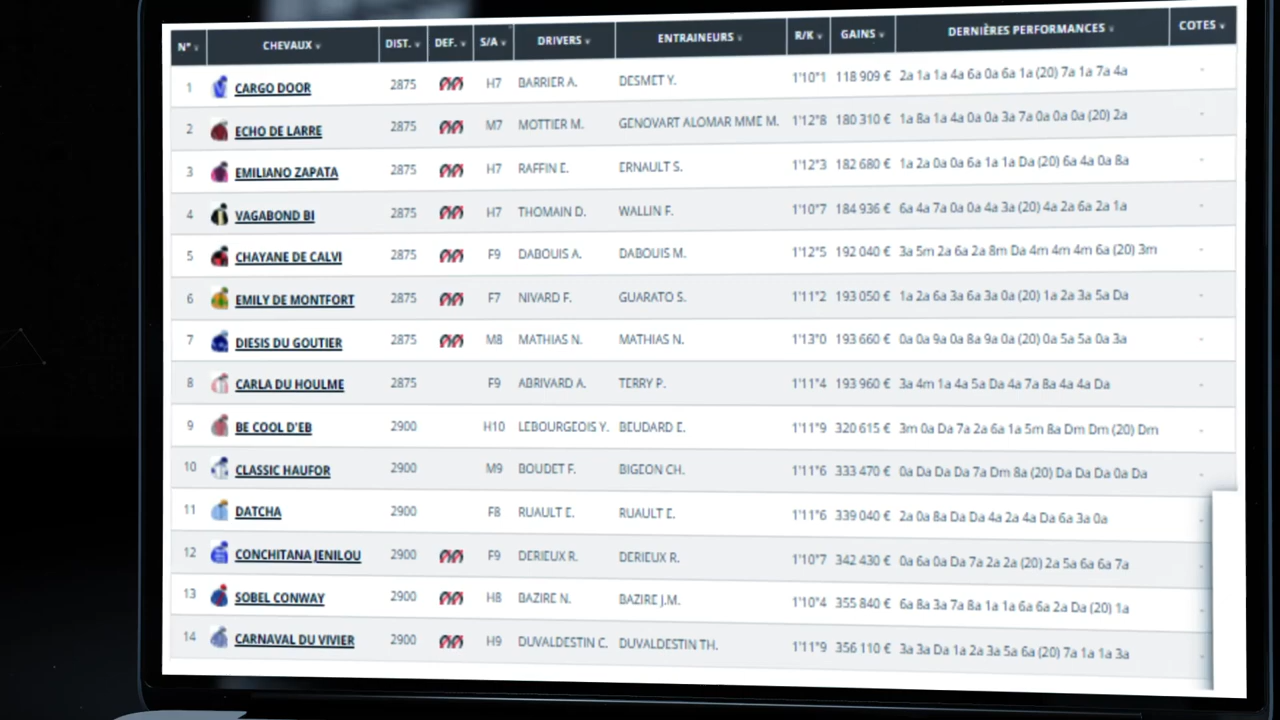 N° CHEVAUX DIST. DEF. S/A DRIVERS ENTRAINEURS R/K GAINS DERNIÈRES PERFORMANCES COTES
1 CARGO DOOR 2875 H7 BARRIER A. DESMET Y. 1'10"1 118 909 € 2a 1a 1a 4a 6a 0a 6a 1a (20) 7a 1a 7a 4a -
2 ECHO DE LARRE 2875 M7 MOTTIER M. GENOVART ALOMAR MME M. 1'12"8 180 310 € 1a 8a 1a 4a 0a 0a 3a 7a 0a 0a 0a (20) 2a -
3 EMILIANO ZAPATA 2875 H7 RAFFIN E. ERNAULT S. 1'12"3 182 680 € 1a 2a 0a 0a 6a 1a 1a Da (20) 6a 4a 0a 8a -
4 VAGABOND BI 2875 H7 THOMAIN D. WALLIN F. 1'10"7 184 936 € 6a 4a 7a 0a 0a 4a 3a (20) 4a 2a 6a 2a 1a -
5 CHAYANE DE CALVI 2875 F9 DABOUIS A. DABOUIS M. 1'12"5 192 040 € 3a 5m 2a 6a 2a 8m Da 4m 4m 4m 6a (20) 3m -
6 EMILY DE MONTFORT 2875 F7 NIVARD F. GUARATO S. 1'11"2 193 050 € 1a 2a 6a 3a 6a 3a 0a (20) 1a 2a 3a 5a Da -
7 DIESIS DU GOUTIER 2875 M8 MATHIAS N. MATHIAS N. 1'13"0 193 660 € 0a 0a 9a 0a 8a 9a 0a (20) 0a 5a 5a 0a 3a -
8 CARLA DU HOULME 2875 F9 ABRIVARD A. TERRY P. 1'11"4 193 960 € 3a 4m 1a 4a 5a Da 4a 7a 8a 4a 4a Da -
9 BE COOL D'EB 2900 H10 LEBOURGEOIS Y. BEUDARD E. 1'11"9 320 615 € 3m 0a Da 7a 2a 6a 1a 5m 8a Dm Dm (20) Dm -
10 CLASSIC HAUFOR 2900 M9 BOUDET F. BIGEON CH. 1'11"6 333 470 € 0a Da Da Da 7a Dm 8a (20) Da Da Da 0a Da -
11 DATCHA 2900 F8 RUAULT E. RUAULT E. 1'11"6 339 040 € 2a 0a 8a Da Da 4a 2a 4a Da 6a 3a 0a -
12 CONCHITANA JENILOU 2900 F9 DERIEUX R. DERIEUX R. 1'10"7 342 430 € 0a 6a 0a Da 7a 2a 2a (20) 2a 5a 6a 6a 7a -
13 SOBEL CONWAY 2900 H8 BAZIRE N. BAZIRE J.M. 1'10"4 355 840 € 6a 8a 3a 7a 8a 1a 1a 6a 6a 2a Da (20) 1a -
14 CARNAVAL DU VIVIER 2900 H9 DUVALDESTIN C. DUVALDESTIN TH. 1'11"9 356 110 € 3a 3a Da 1a 2a 3a 5a 6a (20) 7a 1a 1a 3a -